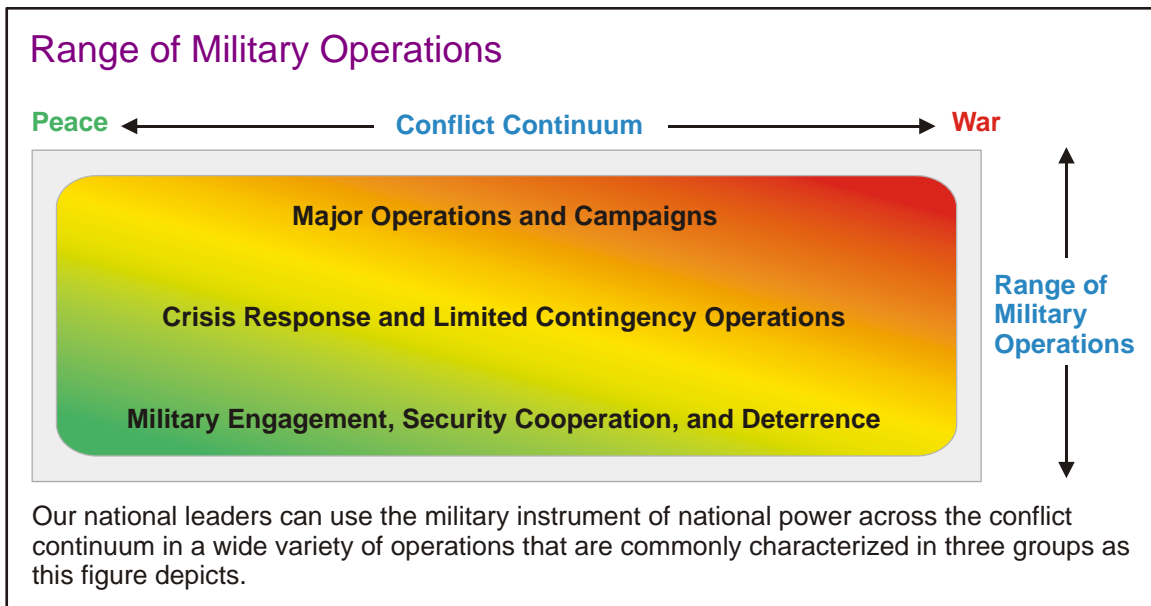 Range of Military Operations
Peace
Conflict Continuum
War
Major Operations and Campaigns
Crisis Response and Limited Contingency Operations
Military Engagement, Security Cooperation, and Deterrence
Range of
Military
Operations
Our national leaders can use the military instrument of national power across the conflict
continuum in a wide variety of operations that are commonly characterized in three groups as
this figure depicts.